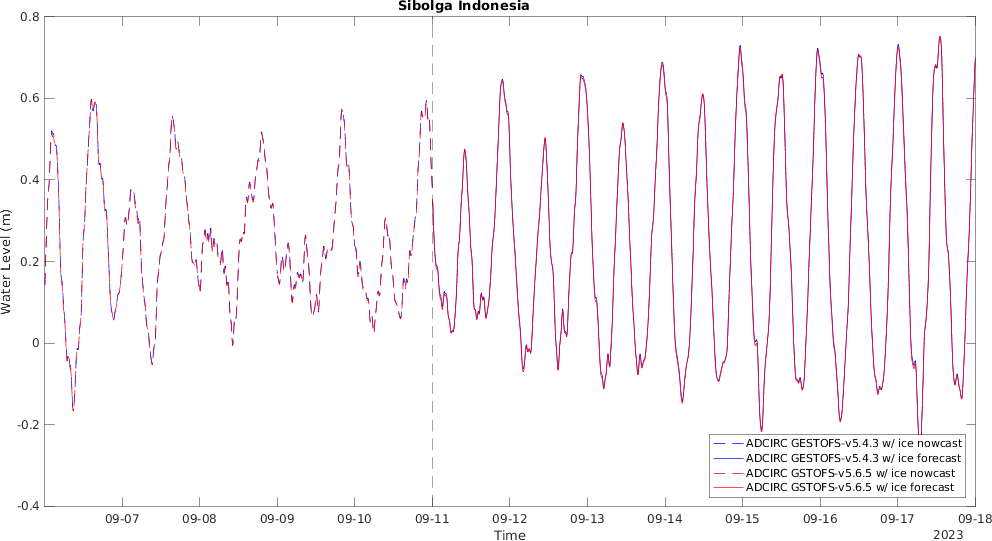 Sibolga Indonesia
0.8
0.6
0.4
0.2
0
-0.2
-0.4
Water Level (m)
09-07 09-08 09-09 09-10 09-11 09-12 09-13 09-14 09-15 09-16 09-17 09-18
Time
2023
ADCIRC GESTOFS-v5.4.3 w/ ice nowcast
ADCIRC GESTOFS-v5.4.3 w/ ice forecast
ADCIRC GSTOFS-v5.6.5 w/ ice nowcast
ADCIRC GSTOFS-v5.6.5 w/ ice forecast